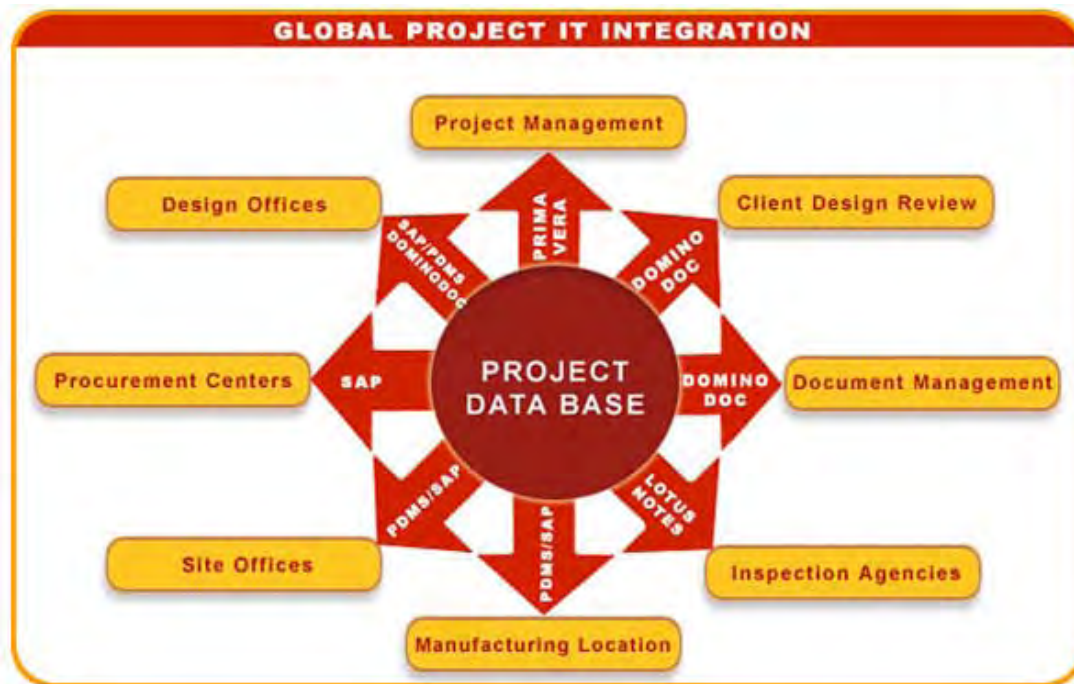 GLOBAL PROJECT IT INTEGRATION
Project Management
Design Offices
Client Design Review
SAP/PDMS
DOMINODOC
PRIMA
VERA
DOMINO
DOC
Procurement Centers
SAP
PROJECT
DATA BASE
DOMINO
DOC
Document Management
PDMS/SAP
PDMS/SAP
LOTUS
NOTES
Site Offices
Inspection Agencies
Manufacturing Location